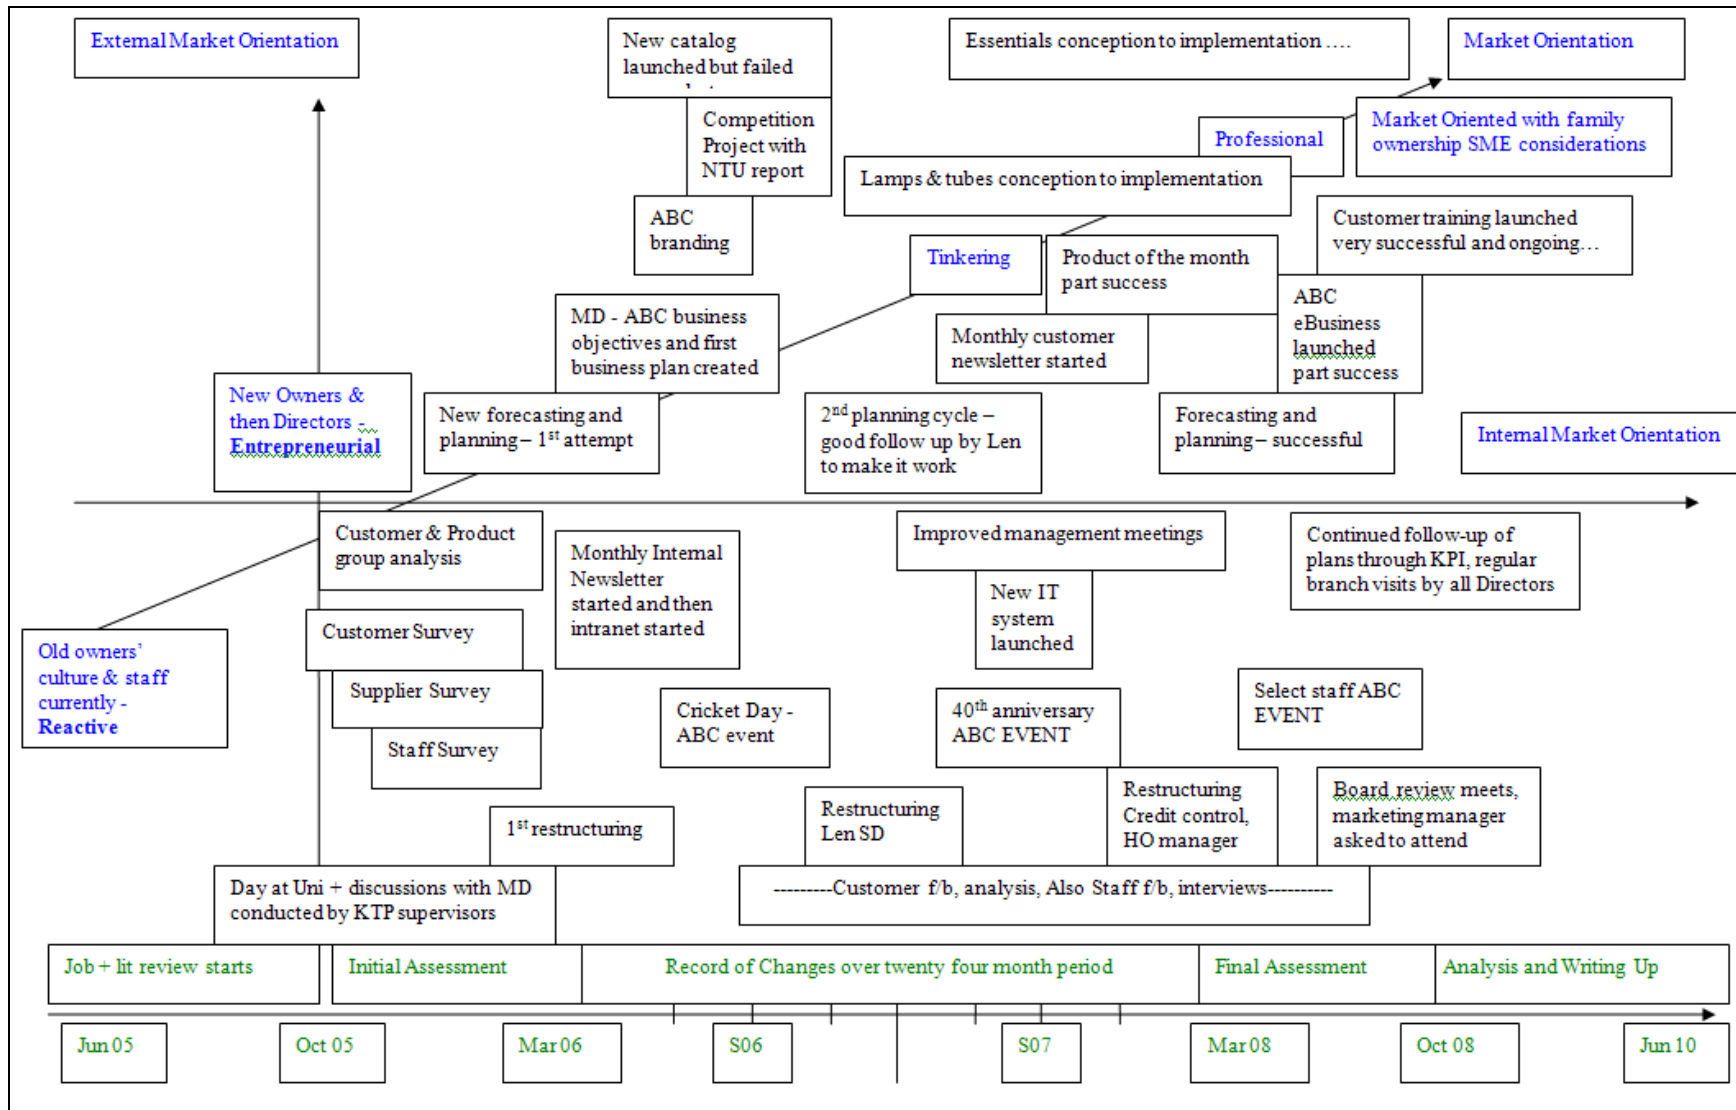 External Market Orientation
New catalog
launched but failed
Essentials conception to implementation ….
Market Orientation
Competition
Project with
NTU report
Professional
Market Oriented with family
ownership SME considerations
Lamps & tubes conception to implementation
ABC
branding
Customer training launched
very successful and ongoing…
Tinkering
Product of the month
part success
MD - ABC business
objectives and first
business plan created
Monthly customer
newsletter started
ABC
eBusiness
launched
part success
New Owners &
then Directors -
Entrepreneurial
New forecasting and
planning – 1st attempt
2nd planning cycle –
good follow up by Len
to make it work
Forecasting and
planning – successful
Internal Market Orientation
Customer & Product
group analysis
Monthly Internal
Newsletter
started and then
intranet started
Improved management meetings
Continued follow-up of
plans through KPI, regular
branch visits by all Directors
New IT
system
launched
Customer Survey
Old owners’
culture & staff
currently -
Reactive
Supplier Survey
Staff Survey
Cricket Day -
ABC event
40th anniversary
ABC EVENT
Select staff ABC
EVENT
1st restructuring
Restructuring
Len SD
Restructuring
Credit control,
HO manager
Board review meets,
marketing manager
asked to attend
Day at Uni + discussions with MD
conducted by KTP supervisors
---------Customer f/b, analysis, Also Staff f/b, interviews----------
Job + lit review starts
Initial Assessment
Record of Changes over twenty four month period
Final Assessment
Analysis and Writing Up
Jun 05
Oct 05
Mar 06
S06
S07
Mar 08
Oct 08
Jun 10